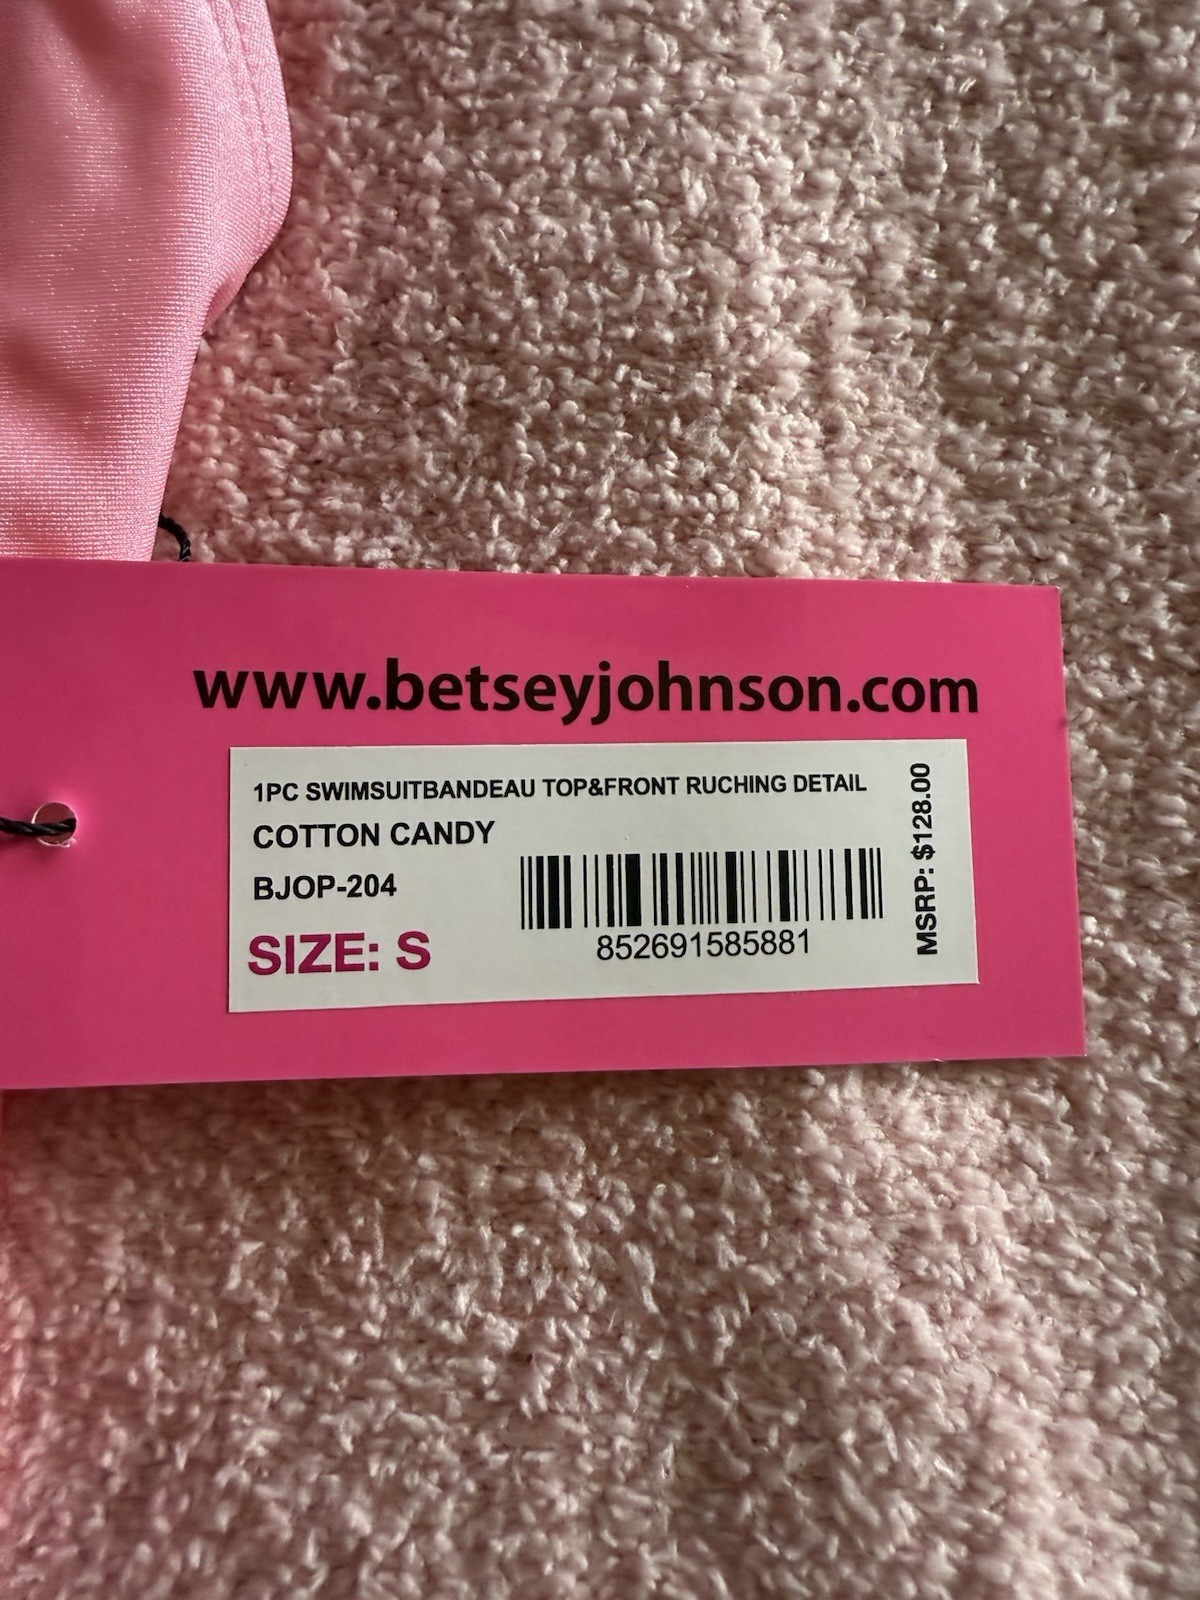 www.betseyjohnson.com
1PC SWIMSUITBANDEAU TOP&FRONT RUCHING DETAIL
COTTON CANDY
BJOP-204
SIZE: S
852691585881
MSRP: $128.00